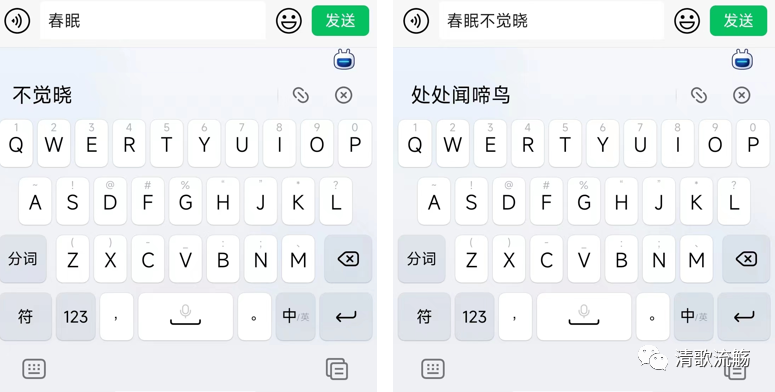 春眠
发送
不觉晓
1 2 3 4 5 6 7 8 9 0
Q W E R T Y U I O P
A S D F G H J K L
分词 Z X C V B N M
符 123 ， 。 中/英
春眠不觉晓
发送
处处闻啼鸟
1 2 3 4 5 6 7 8 9 0
Q W E R T Y U I O P
A S D F G H J K L
分词 Z X C V B N M
符 123 ， 。 中/英
清歌流觞